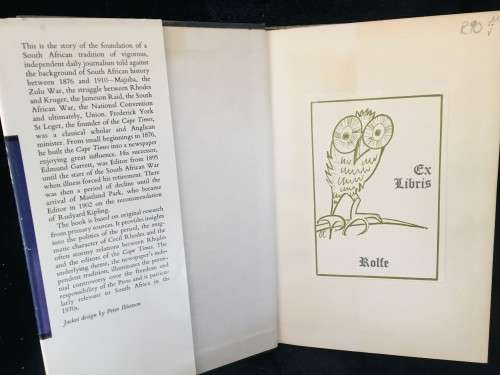 This is the story of the foundation of a
South African tradition of vigorous,
independent daily journalism told against
the background of South African history
between 1876 and 1910—Majuba, the
Zulu War, the struggle between Rhodes
and Kruger, the Jameson Raid, the South
African War, the National Convention
and ultimately, Union. Frederick York
St Leger, the founder of the Cape Times,
was a classical scholar and Anglican
minister. From small beginnings in 1876,
he built the Cape Times into a newspaper
enjoying great influence. His successor,
Edmund Garrett, was Editor from 1895
until the start of the South African War
when illness forced his retirement. There
was then a period of decline until the
arrival of Maitland Park, who became
Editor in 1902 on the recommendation
of Rudyard Kipling.
The book is based on original research
from primary sources. It provides insights
into the politics of the period, the enig-
matic character of Cecil Rhodes and the
often stormy relations between Rhodes
and the editors of the Cape Times. The
underlying theme, the newspaper's inde-
pendent tradition, illuminates the peren-
nial controversy over the freedom and
responsibility of the Press and is particu-
larly relevant to South Africa in the
1970s.
Jacket design by Peter
R90
Ex
Libris
Rolfe